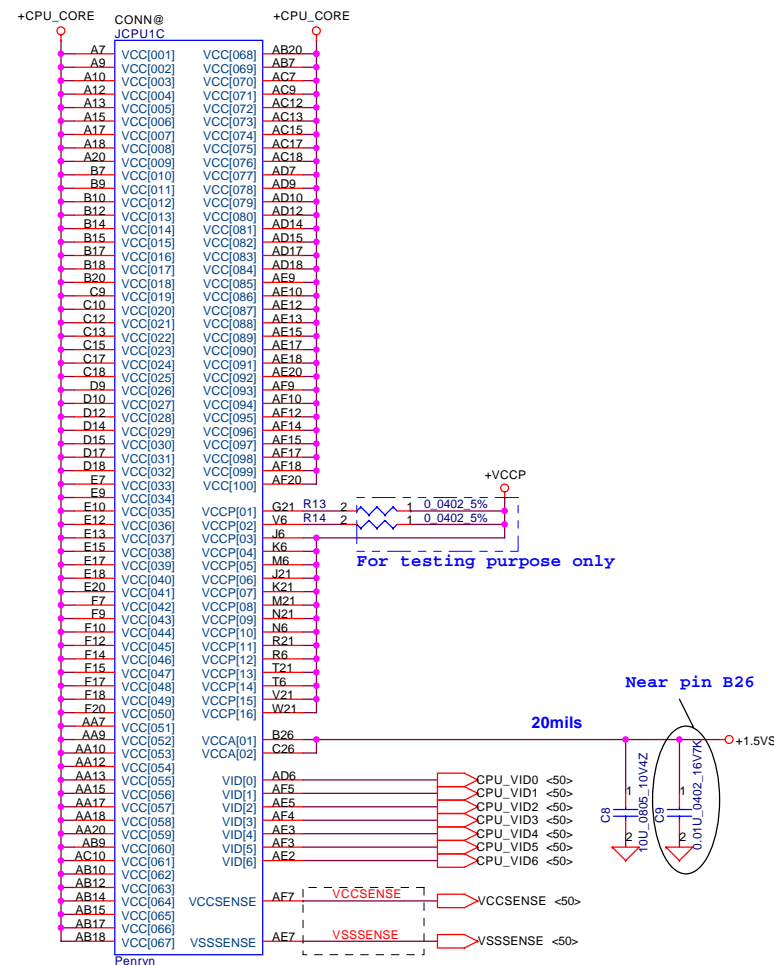 +CPU_CORE CONN@ +CPU_CORE
JCPU1C
A7 VCC[001] VCC[068] AB20
A9 VCC[002] VCC[069] AB7
A10 VCC[003] VCC[070] AC7
A12 VCC[004] VCC[071] AC9
A13 VCC[005] VCC[072] AC12
A15 VCC[006] VCC[073] AC13
A17 VCC[007] VCC[074] AC15
A18 VCC[008] VCC[075] AC17
A20 VCC[009] VCC[076] AC18
B7 VCC[010] VCC[077] AD7
B9 VCC[011] VCC[078] AD9
B10 VCC[012] VCC[079] AD10
B12 VCC[013] VCC[080] AD12
B14 VCC[014] VCC[081] AD14
B15 VCC[015] VCC[082] AD15
B17 VCC[016] VCC[083] AD17
B18 VCC[017] VCC[084] AD18
B20 VCC[018] VCC[085] AE9
C9 VCC[019] VCC[086] AE10
C10 VCC[020] VCC[087] AE12
C12 VCC[021] VCC[088] AE13
C13 VCC[022] VCC[089] AE15
C15 VCC[023] VCC[090] AE17
C17 VCC[024] VCC[091] AE18
C18 VCC[025] VCC[092] AE20
D9 VCC[026] VCC[093] AF9
D10 VCC[027] VCC[094] AF10
D12 VCC[028] VCC[095] AF12
D14 VCC[029] VCC[096] AF14
D15 VCC[030] VCC[097] AF15
D17 VCC[031] VCC[098] AF17
D18 VCC[032] VCC[099] AF18
E7 VCC[033] VCC[100] AF20
+VCCP
E9 VCC[034]
E10 VCC[035] VCCP[01] G21 R13 2 1 0_0402_5%
E12 VCC[036] VCCP[02] V6 R14 2 1 0_0402_5%
E13 VCC[037] VCCP[03] J6
E15 VCC[038] VCCP[04] K6
E17 VCC[039] VCCP[05] M6
For testing purpose only
E18 VCC[040] VCCP[06] J21
E20 VCC[041] VCCP[07] K21
F7 VCC[042] VCCP[08] M21
F9 VCC[043] VCCP[09] N21
F10 VCC[044] VCCP[10] N6
F12 VCC[045] VCCP[11] R21
F14 VCC[046] VCCP[12] R6
F15 VCC[047] VCCP[13] T21
F17 VCC[048] VCCP[14] T6
F18 VCC[049] VCCP[15] V21
F20 VCC[050] VCCP[16] W21
Near pin B26
AA7 VCC[051]
20mils
AA9 VCC[052] VCCA[01] B26
+1.5VS
AA10 VCC[053] VCCA[02] C26
AA12 VCC[054]
AA13 VCC[055] VID[0] AD6 CPU_VID0 <50>
AA15 VCC[056] VID[1] AF5 CPU_VID1 <50>
AA17 VCC[057] VID[2] AE5 CPU_VID2 <50>
AA18 VCC[058] VID[3] AF4 CPU_VID3 <50>
AA20 VCC[059] VID[4] AE3 CPU_VID4 <50>
AB9 VCC[060] VID[5] AF3 CPU_VID5 <50>
AC10 VCC[061] VID[6] AE2 CPU_VID6 <50>
C8 1 2 10U_0805_10V4Z
C9 1 2 0.01U_0402_16V7K
AB10 VCC[062]
AB12 VCC[063]
AB14 VCC[064] VCCSENSE AF7 VCCSENSE VCCSENSE <50>
AB15 VCC[065]
AB17 VCC[066]
AB18 VCC[067] VSSSENSE AE7 VSSSENSE VSSSENSE <50>
Penryn